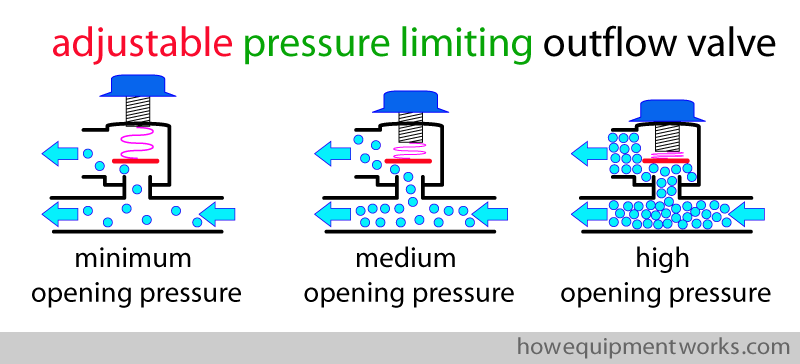 adjustable pressure limiting outflow valve
minimum
opening pressure
medium
opening pressure
high
opening pressure
howequipmentworks.com